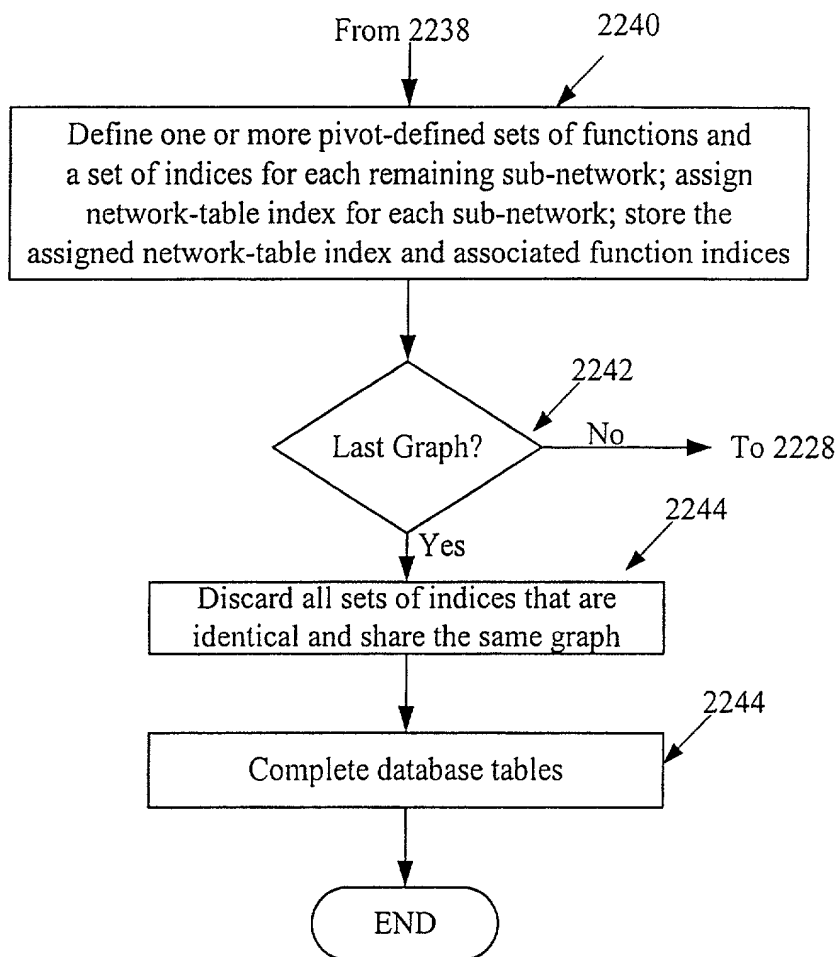 From 2238
2240
Define one or more pivot-defined sets of functions and
a set of indices for each remaining sub-network; assign
network-table index for each sub-network; store the
assigned network-table index and associated function indices
2242
Last Graph?
No
To 2228
2244
Yes
Discard all sets of indices that are
identical and share the same graph
2244
Complete database tables
END